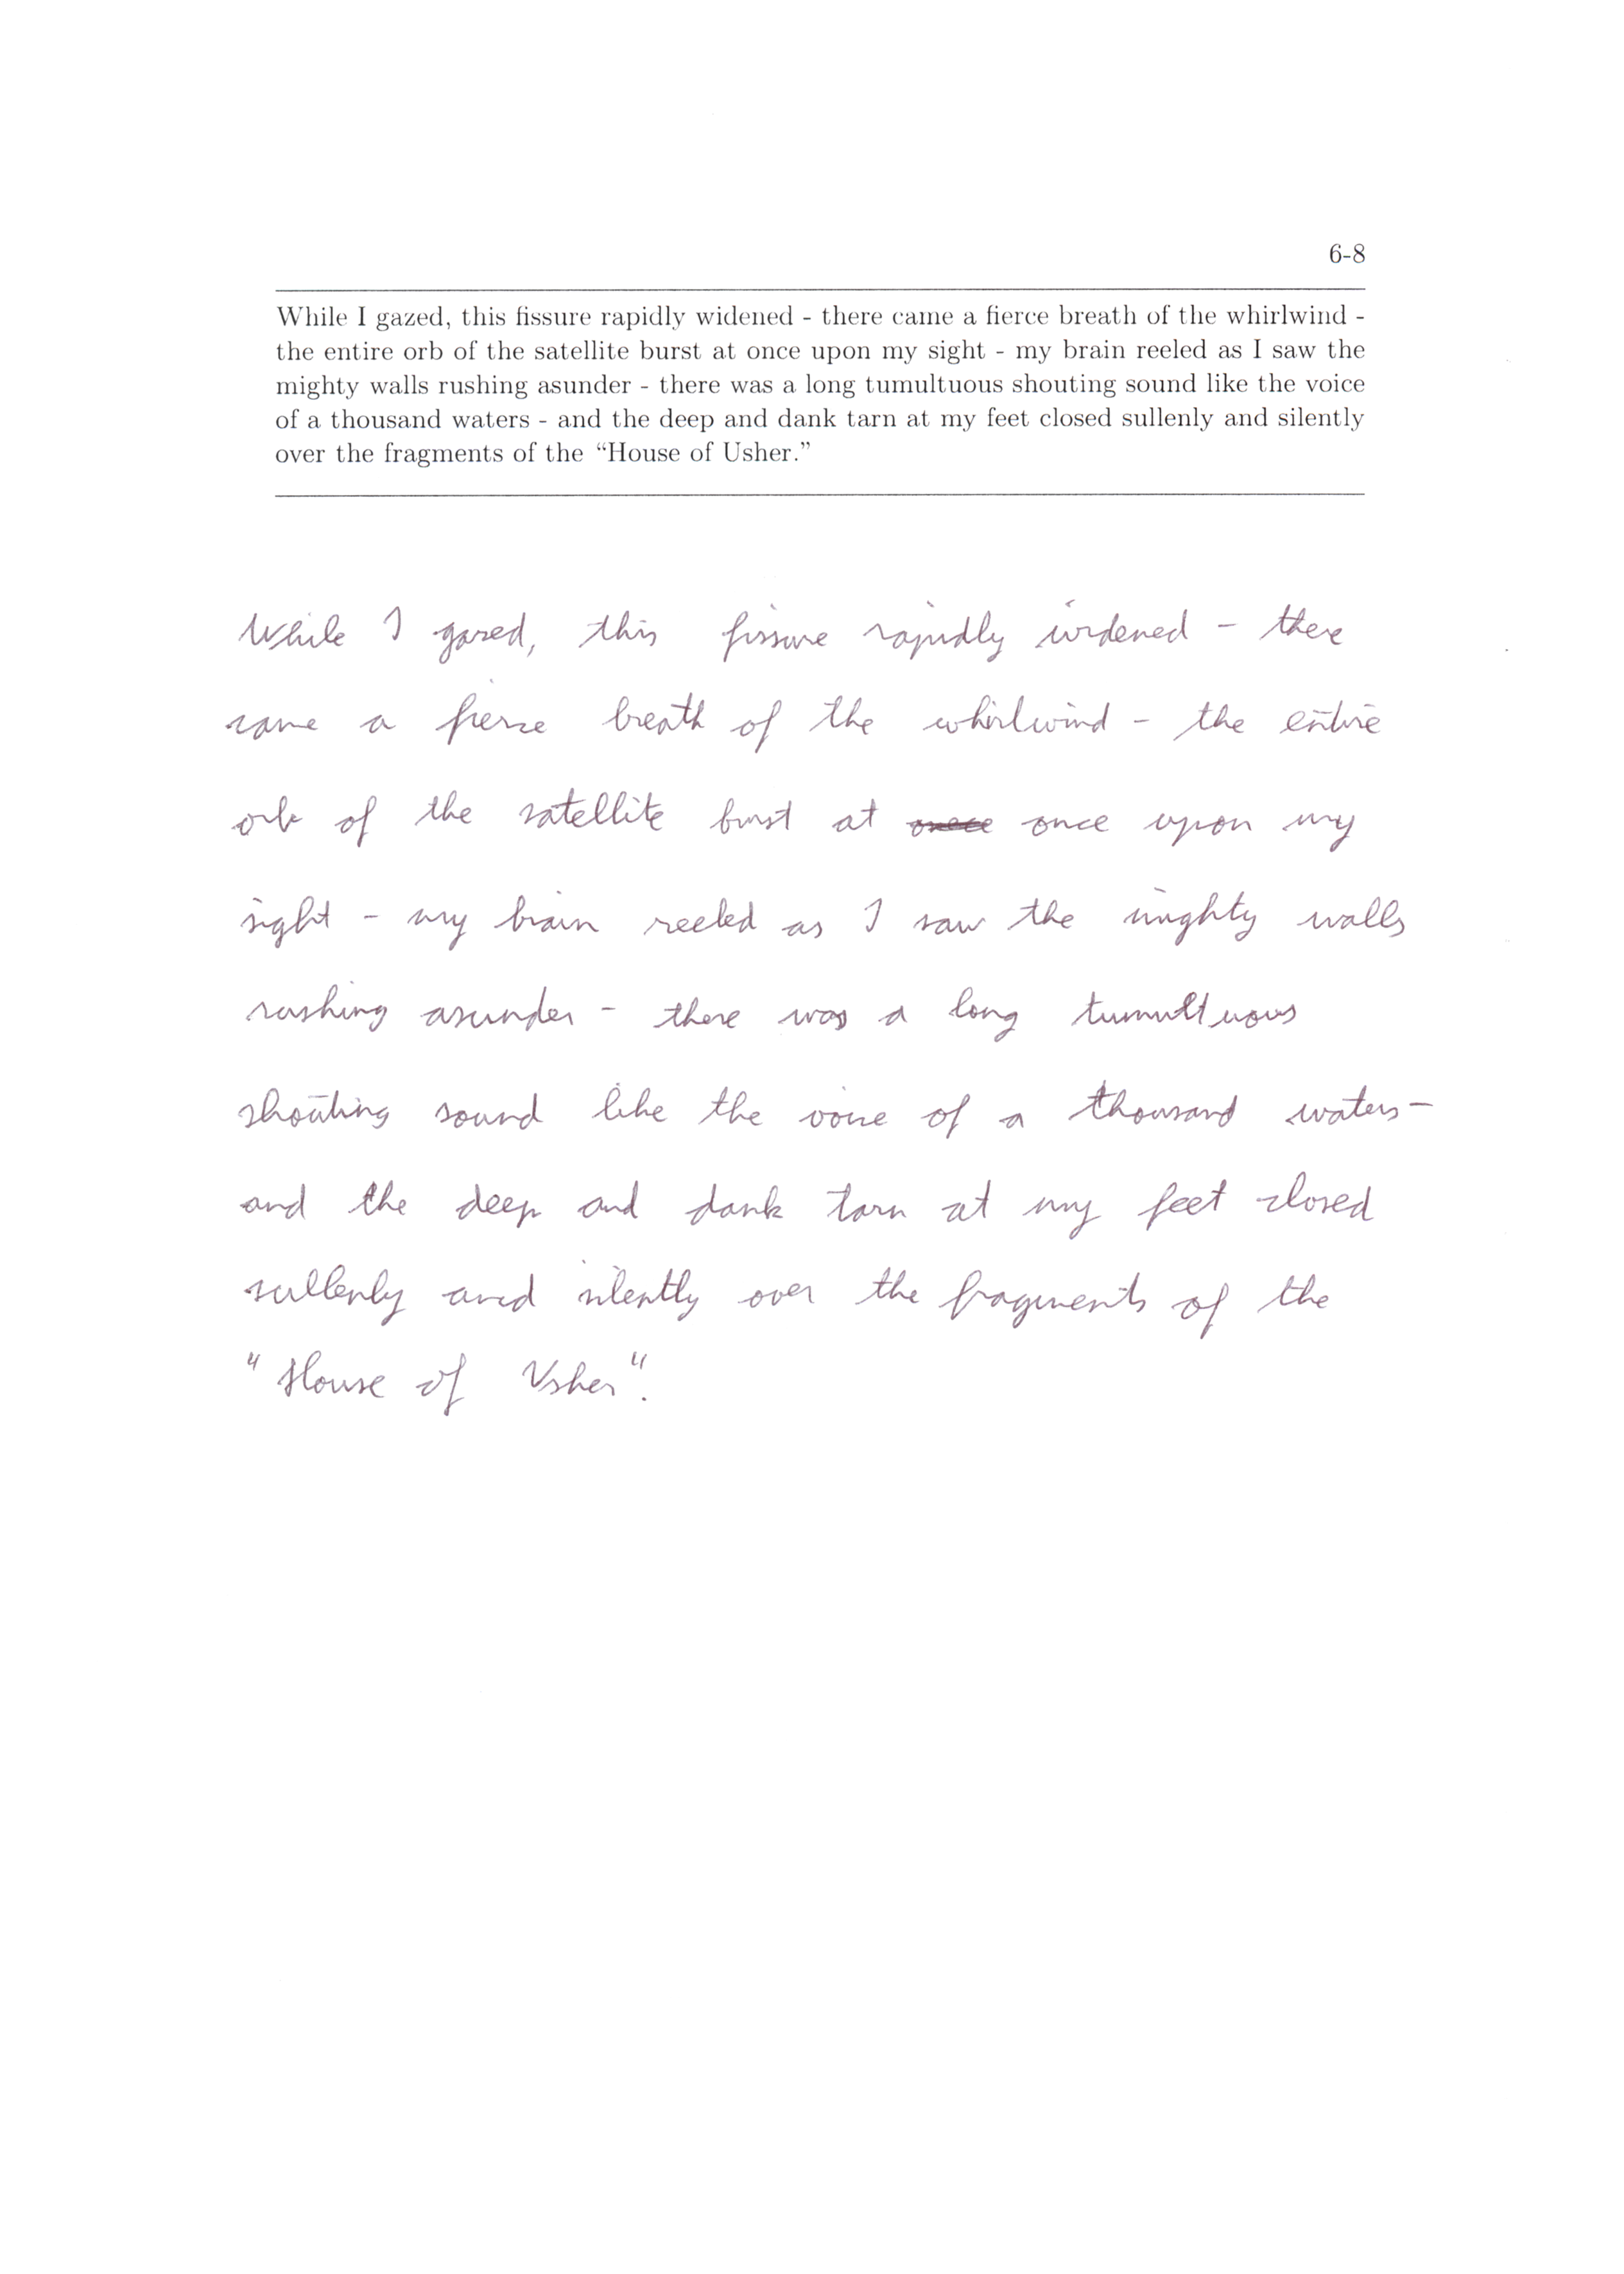 6-8
While I gazed, this fissure rapidly widened - there came a fierce breath of the whirlwind -
the entire orb of the satellite burst at once upon my sight - my brain reeled as I saw the
mighty walls rushing asunder - there was a long tumultuous shouting sound like the voice
of a thousand waters - and the deep and dank tarn at my feet closed sullenly and silently
over the fragments of the “House of Usher.”
While I gazed, this fissure rapidly widened - there
came a fierce breath of the whirlwind - the entire
orb of the satellite burst at once upon my
sight - my brain reeled as I saw the mighty walls
rushing asunder - there was a long tumultuous
shouting sound like the voice of a thousand waters -
and the deep and dank tarn at my feet closed
sullenly and silently over the fragments of the
"House of Usher".